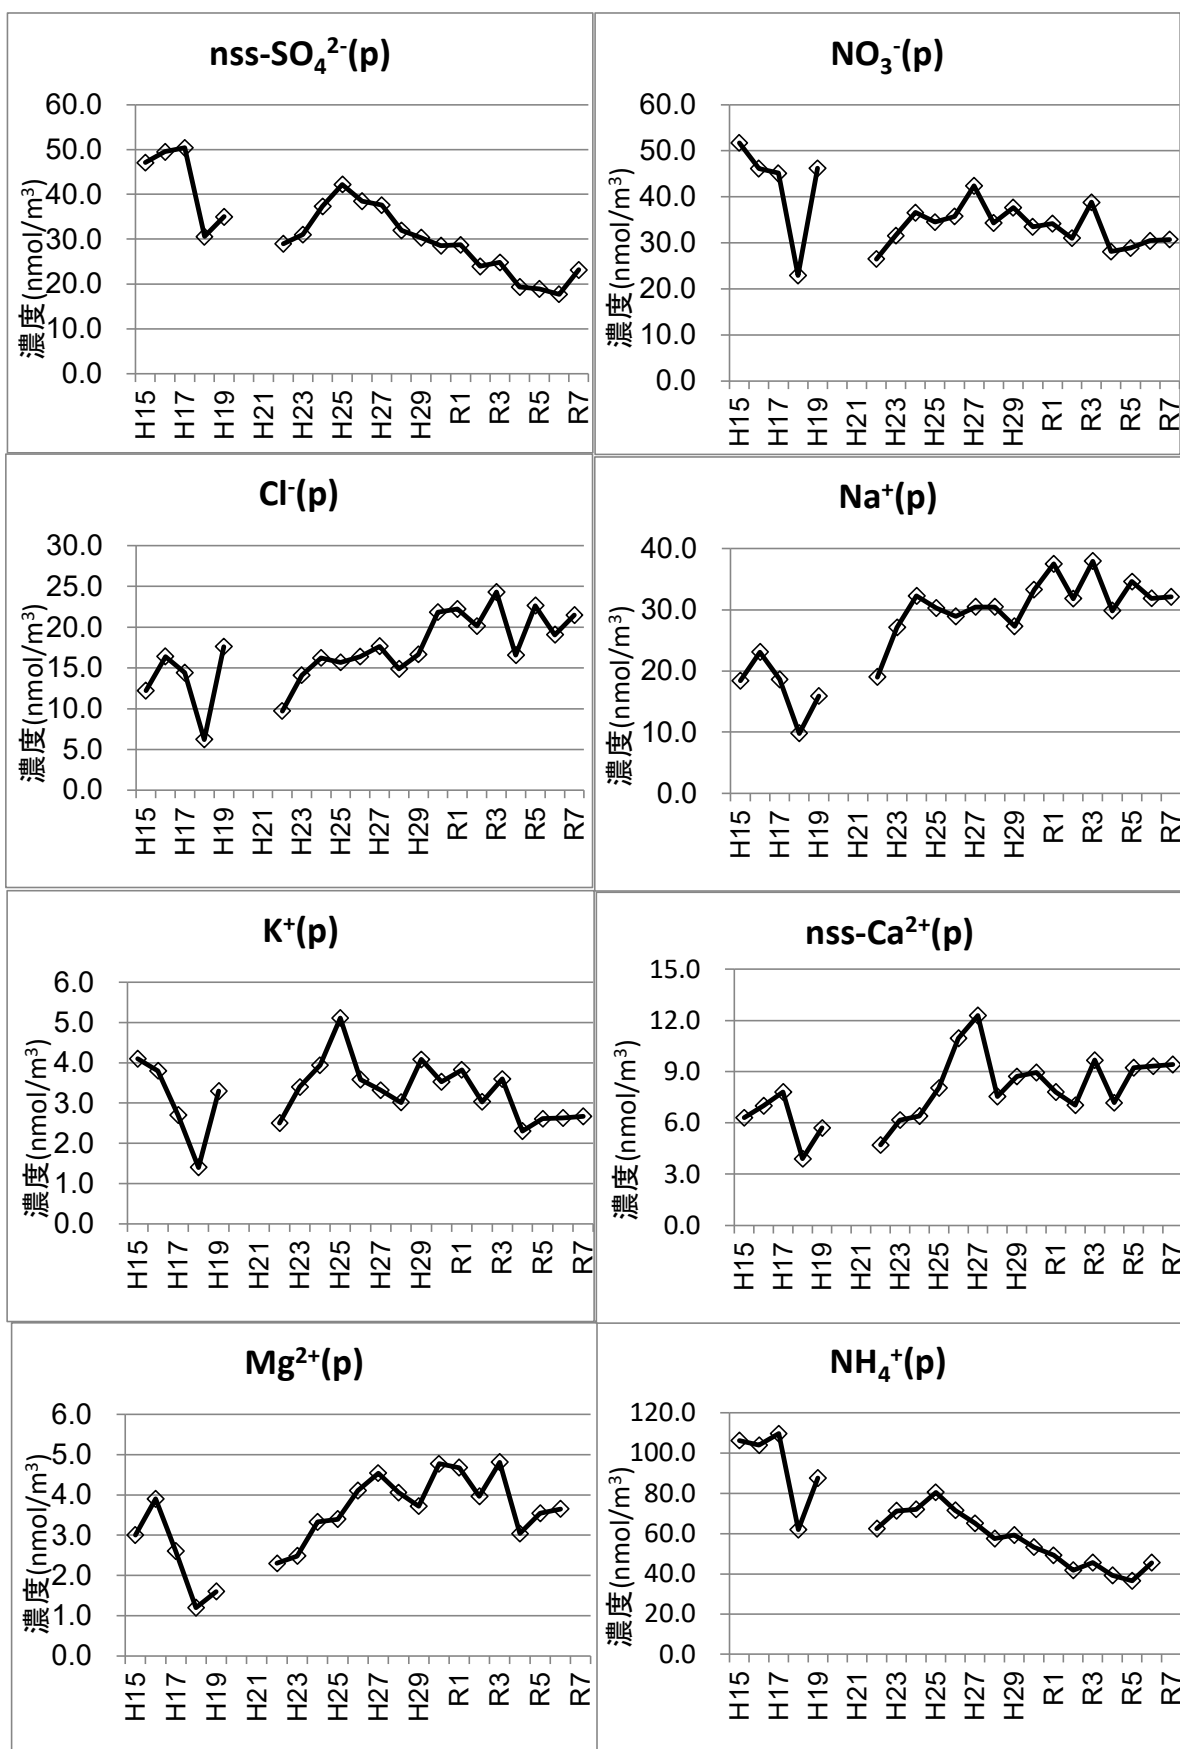 nss-SO₄²⁻(p)
60.0
50.0
40.0
30.0
20.0
10.0
0.0
濃度(nmol/m³)
H15 H17 H19 H21 H23 H25 H27 H29 R1 R3 R5 R7
NO₃⁻(p)
60.0
50.0
40.0
30.0
20.0
10.0
0.0
濃度(nmol/m³)
H15 H17 H19 H21 H23 H25 H27 H29 R1 R3 R5 R7
Cl⁻(p)
30.0
25.0
20.0
15.0
10.0
5.0
0.0
濃度(nmol/m³)
H15 H17 H19 H21 H23 H25 H27 H29 R1 R3 R5 R7
Na⁺(p)
40.0
30.0
20.0
10.0
0.0
濃度(nmol/m³)
H15 H17 H19 H21 H23 H25 H27 H29 R1 R3 R5 R7
K⁺(p)
6.0
5.0
4.0
3.0
2.0
1.0
0.0
濃度(nmol/m³)
H15 H17 H19 H21 H23 H25 H27 H29 R1 R3 R5 R7
nss-Ca²⁺(p)
15.0
12.0
9.0
6.0
3.0
0.0
濃度(nmol/m³)
H15 H17 H19 H21 H23 H25 H27 H29 R1 R3 R5 R7
Mg²⁺(p)
6.0
5.0
4.0
3.0
2.0
1.0
0.0
濃度(nmol/m³)
H15 H17 H19 H21 H23 H25 H27 H29 R1 R3 R5 R7
NH₄⁺(p)
120.0
100.0
80.0
60.0
40.0
20.0
0.0
濃度(nmol/m³)
H15 H17 H19 H21 H23 H25 H27 H29 R1 R3 R5 R7